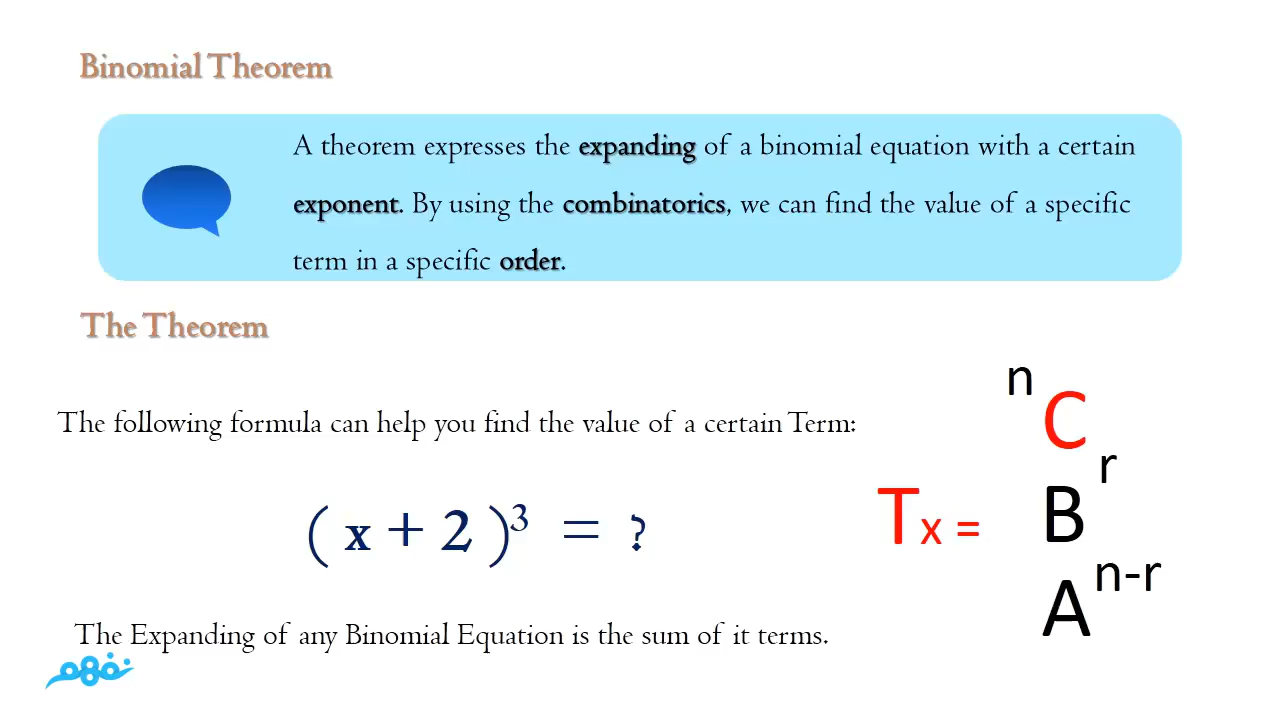 Binomial Theorem
A theorem expresses the expanding of a binomial equation with a certain
exponent. By using the combinatorics, we can find the value of a specific
term in a specific order.
The Theorem
The following formula can help you find the value of a certain Term:
( x + 2 )³ = ?
The Expanding of any Binomial Equation is the sum of it terms.
Tx =
n
C
r
B
n-r
A
نفهم